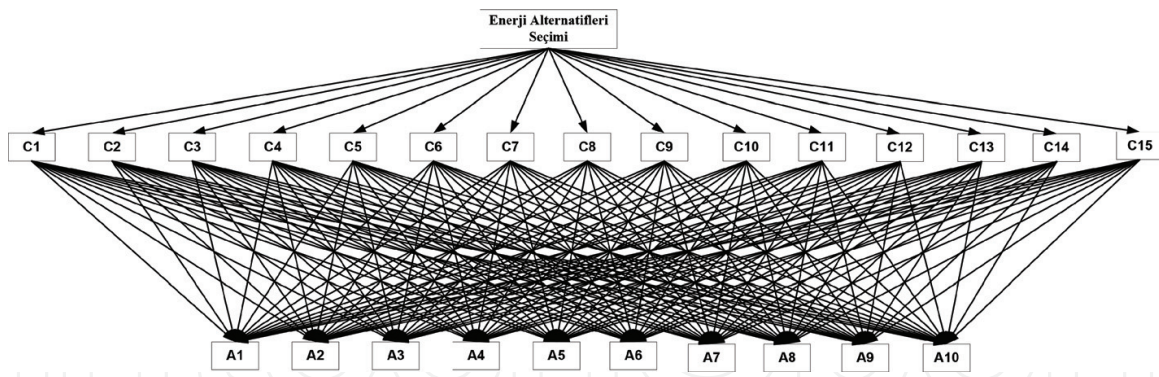 Enerji Alternatifleri
Seçimi
C1 C2 C3 C4 C5 C6 C7 C8 C9 C10 C11 C12 C13 C14 C15
A1 A2 A3 A4 A5 A6 A7 A8 A9 A10